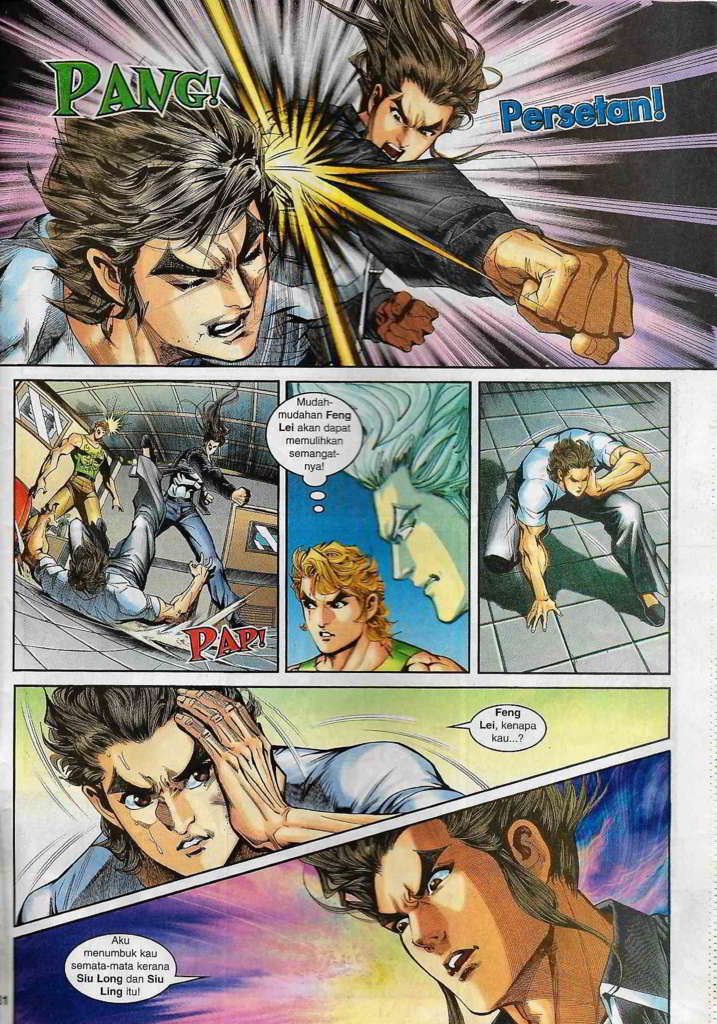 PANG!
Persetan!
Mudah-
mudahan Feng
Lei akan dapat
memulihkan
semangat-
nya!
PAP!
Feng
Lei, kenapa
kau...?
Aku
menumbuk kau
semata-mata kerana
Siu Long dan Siu
Ling itu!